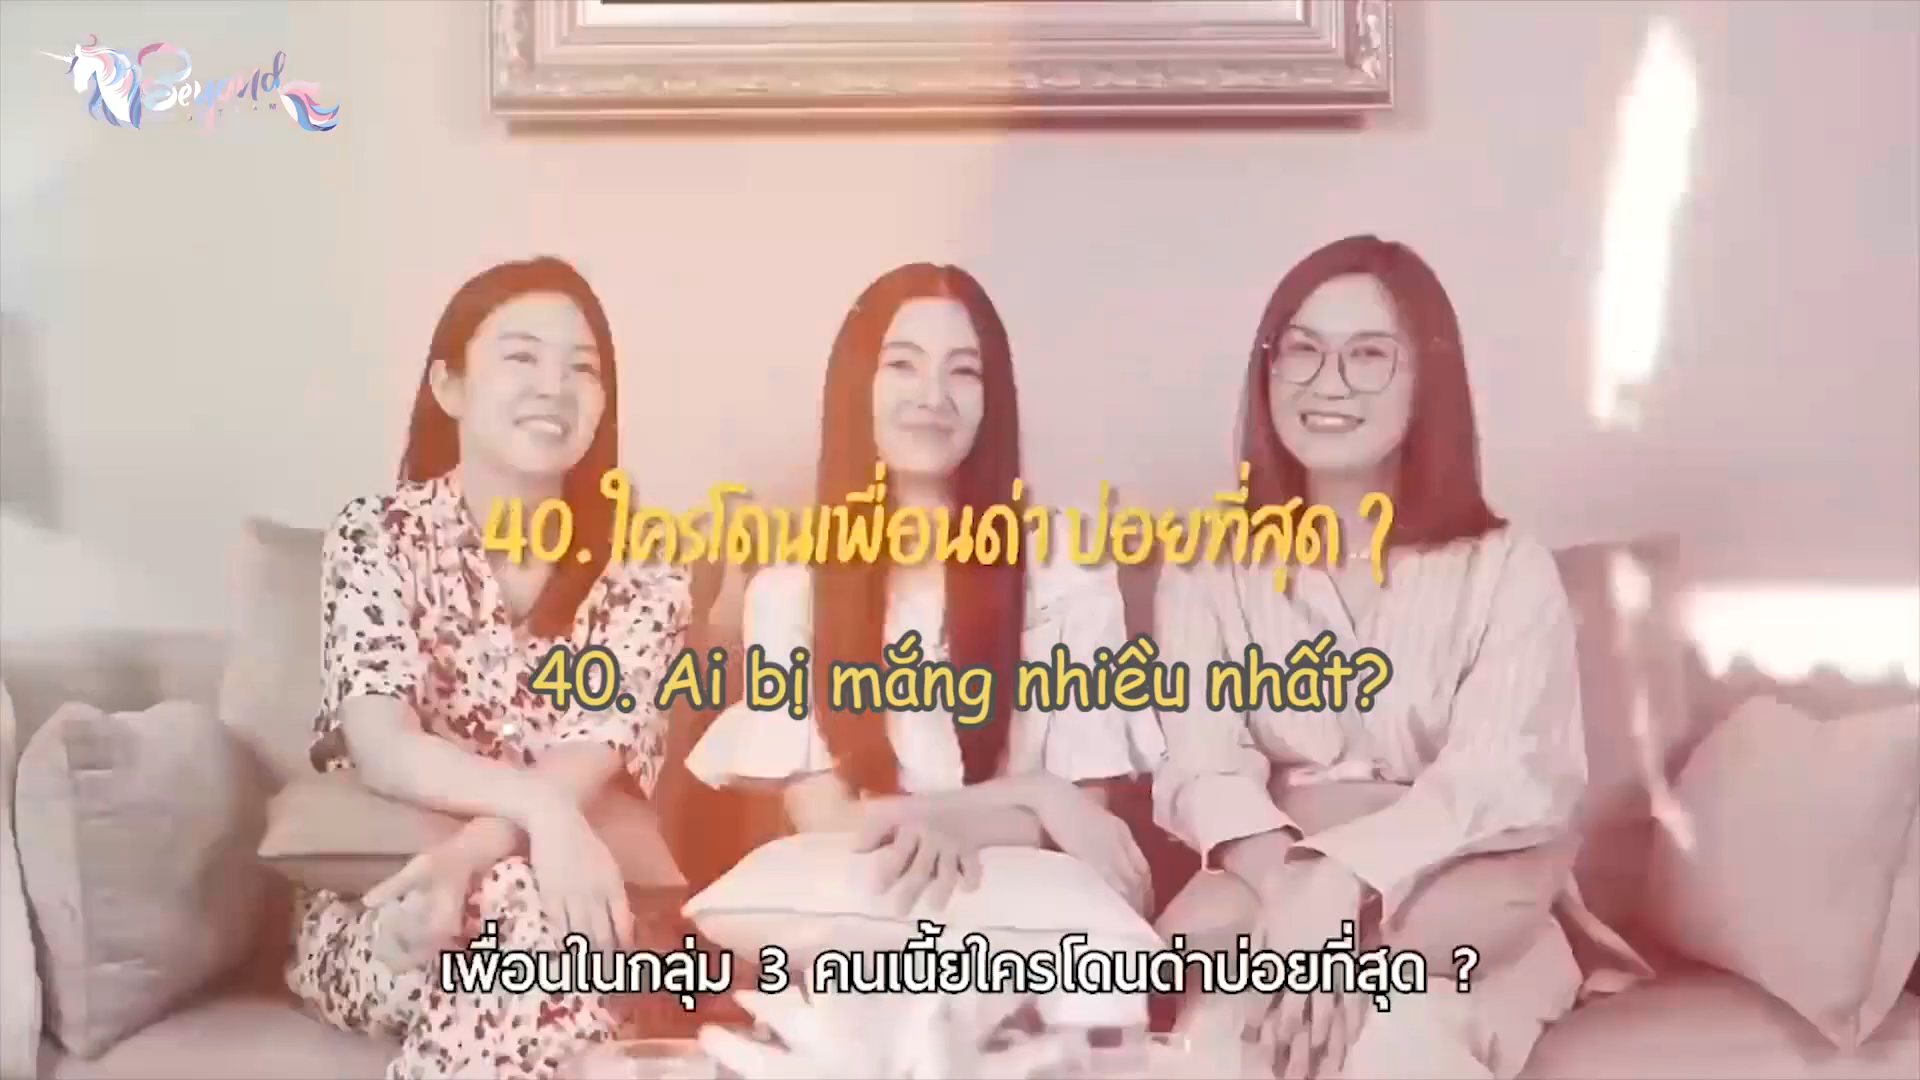 Beyond
TEAM
40. ใครโดนเพื่อนด่า บ่อยที่สุด ?
40. Ai bị mắng nhiều nhất?
เพื่อนในกลุ่ม 3 คนเนี้ยใครโดนด่าบ่อยที่สุด ?